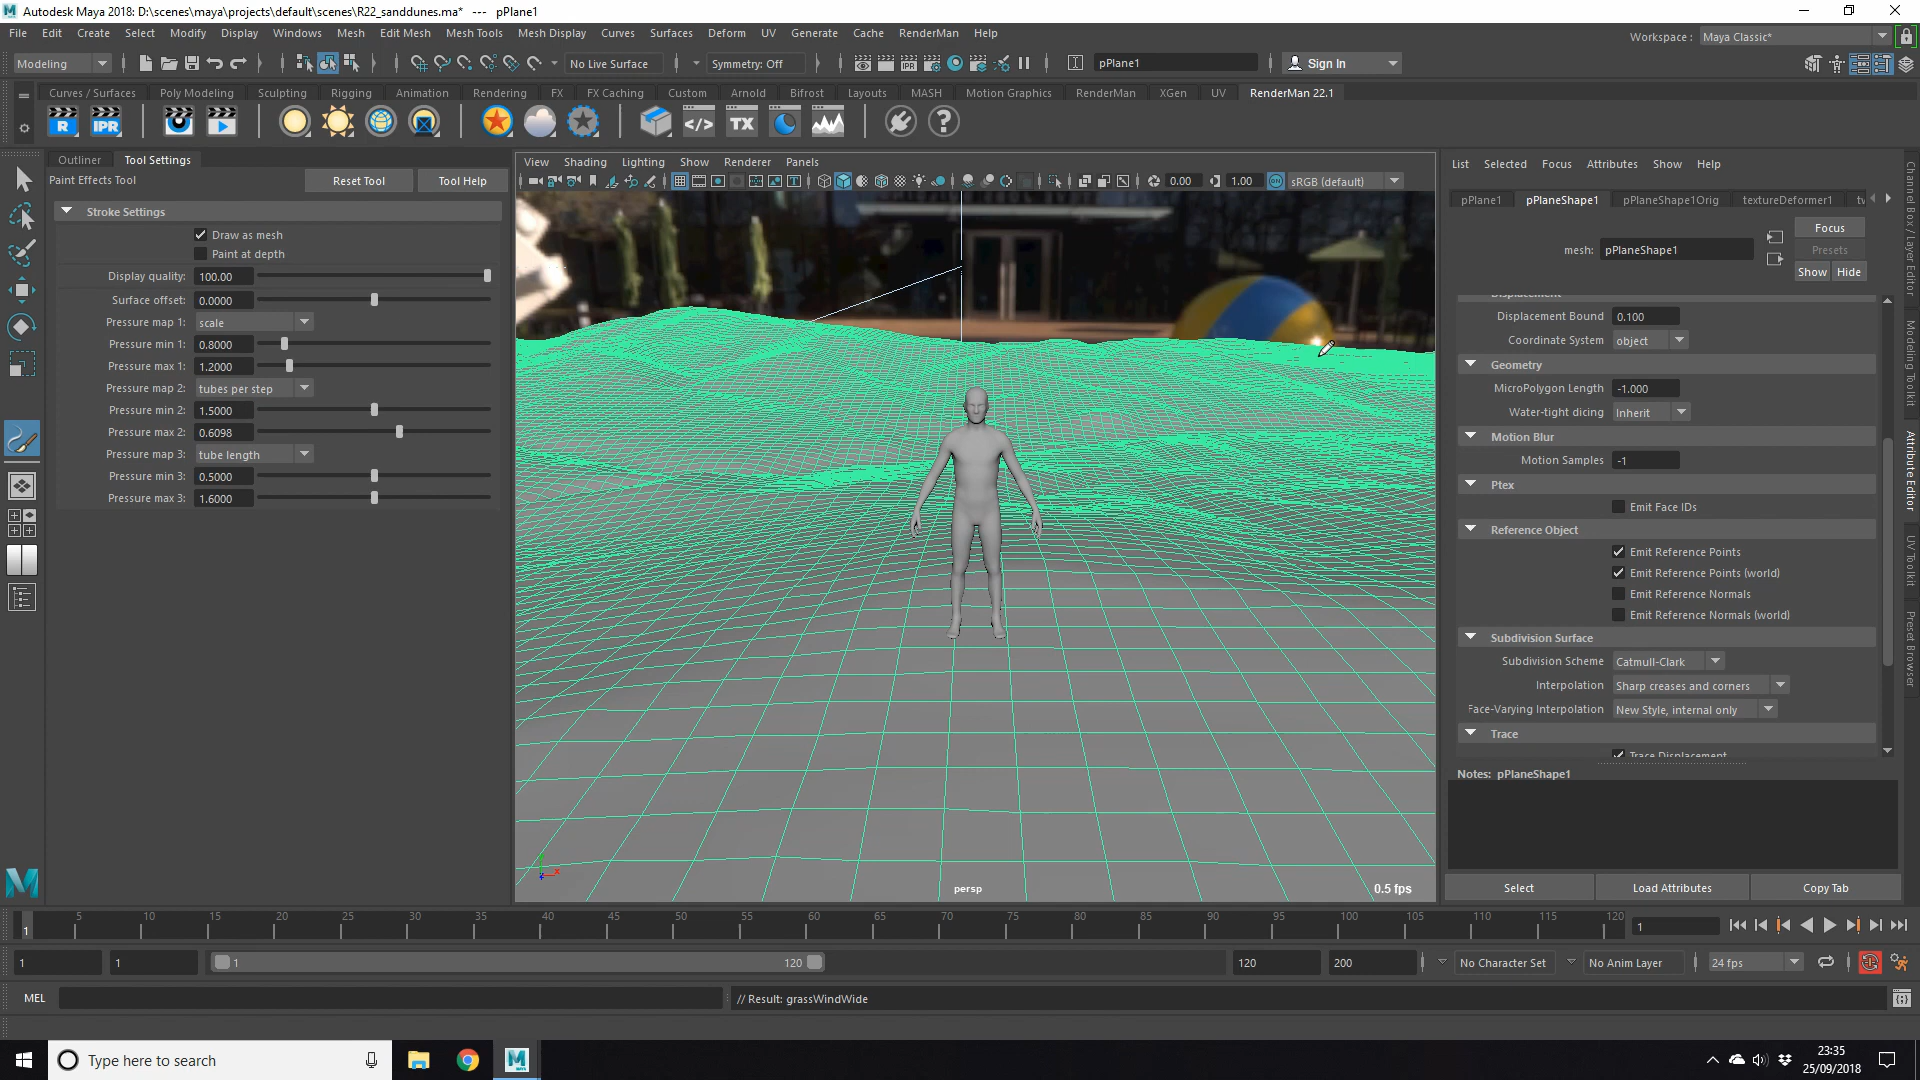 Autodesk Maya 2018: D:\scenes\maya\projects\default\scenes\R22_sanddunes.ma* --- pPlane1
File Edit Create Select Modify Display Windows Mesh Edit Mesh Mesh Tools Mesh Display Curves Surfaces Deform UV Generate Cache RenderMan Help
Workspace : Maya Classic*
Modeling No Live Surface Symmetry: Off pPlane1 Sign In
Curves / Surfaces Poly Modeling Sculpting Rigging Animation Rendering FX FX Caching Custom Arnold Bifrost Layouts MASH Motion Graphics RenderMan XGen UV RenderMan 22.1
R IPR </> TX ?
Outliner Tool Settings
Paint Effects Tool Reset Tool Tool Help
Stroke Settings
Draw as mesh
Paint at depth
Display quality: 100.00
Surface offset: 0.0000
Pressure map 1: scale
Pressure min 1: 0.8000
Pressure max 1: 1.2000
Pressure map 2: tubes per step
Pressure min 2: 1.5000
Pressure max 2: 0.6098
Pressure map 3: tube length
Pressure min 3: 0.5000
Pressure max 3: 1.6000
View Shading Lighting Show Renderer Panels
0.00 1.00 ON sRGB (default)
persp
0.5 fps
List Selected Focus Attributes Show Help
pPlane1 pPlaneShape1 pPlaneShape1Orig textureDeformer1
mesh: pPlaneShape1
Focus
Presets
Show Hide
Displacement
Displacement Bound 0.100
Coordinate System object
Geometry
MicroPolygon Length -1.000
Water-tight dicing Inherit
Motion Blur
Motion Samples -1
Ptex
Emit Face IDs
Reference Object
Emit Reference Points
Emit Reference Points (world)
Emit Reference Normals
Emit Reference Normals (world)
Subdivision Surface
Subdivision Scheme Catmull-Clark
Interpolation Sharp creases and corners
Face-Varying Interpolation New Style, internal only
Trace
Trace Displacement
Notes: pPlaneShape1
Select Load Attributes Copy Tab
Channel Box / Layer Editor
Modeling Toolkit
Attribute Editor
UV Toolkit
Preset Browser
1 5 10 15 20 25 30 35 40 45 50 55 60 65 70 75 80 85 90 95 100 105 110 115 120 1
1 1 1 120 120 200 No Character Set No Anim Layer 24 fps
MEL // Result: grassWindWide
Type here to search
23:35
25/09/2018